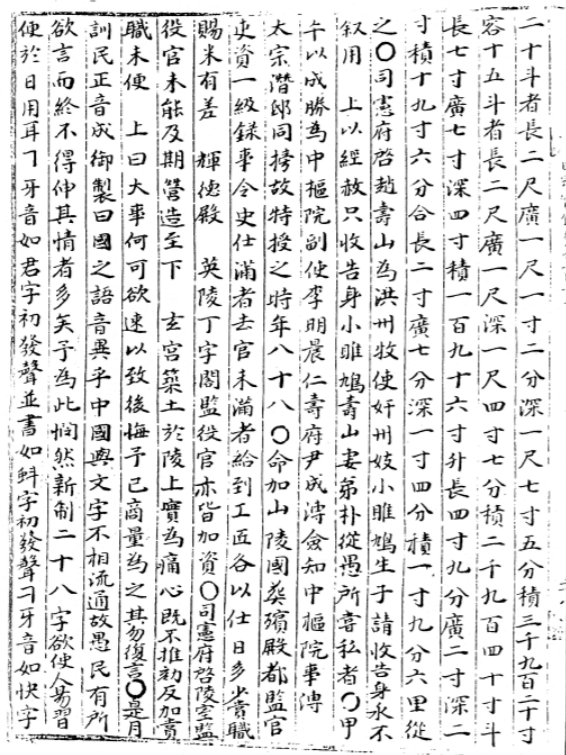 二十斗者長二尺廣一尺一寸二分深一尺七寸五分積三千九百二十寸
容十五斗者長二尺廣一尺深一尺四寸七分積二千九百四十寸斗
長七寸廣七寸深四寸積一百九十六寸升長四寸九分廣二寸深二
寸積十九寸六分合長二寸廣七分深一寸四分積一寸九分六里從
之〇司憲府啓趙壽山爲洪州牧使奸州妓小雎鳩生子請收告身永不
叙用 上以經赦只收告身小雎鳩壽山妻弟朴從愚所嘗私者〇甲
午以成勝爲中樞院副使李明晨仁壽府尹成溥僉知中樞院事溥
太宗潛邸同榜故特授之時年八十八〇命加山陵國葬殯殿都監官
吏資一級錄事令史仕滿者去官未滿者給到工匠各以仕日多少賞職
賜米有差 輝德殿 英陵丁字閣監役官亦皆加資〇司憲府啓陵室監
役官未能及期營造至下 玄宮築土於陵上實爲痛心既不推劾反加賞
職未便 上曰大事何可欲速以致後悔予已商量爲之其勿復言〇是月
訓民正音成御製曰國之語音異乎中國與文字不相流通故愚民有所
欲言而終不得伸其情者多矣予爲此憫然新制二十八字欲使人易習
便於日用耳ㄱ牙音如君字初發聲並書如虯字初發聲ㅋ牙音如快字